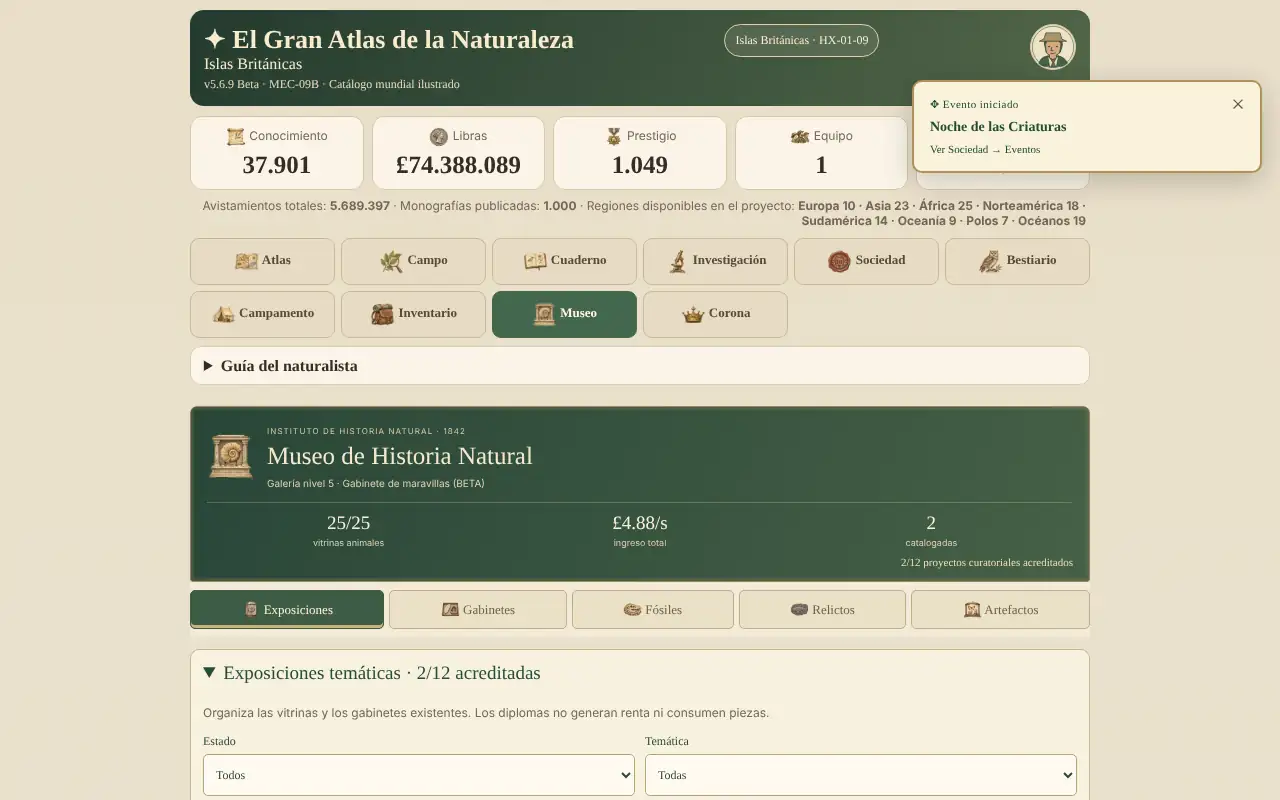 ✦ El Gran Atlas de la Naturaleza
Islas Británicas
v5.6.9 Beta · MEC-09B · Catálogo mundial ilustrado
Islas Británicas · HX-01-09
✥ Evento iniciado
Noche de las Criaturas
Ver Sociedad → Eventos
Conocimiento
37.901
Libras
£74.388.089
Prestigio
1.049
Equipo
1
Avistamientos totales: 5.689.397 · Monografías publicadas: 1.000 · Regiones disponibles en el proyecto: Europa 10 · Asia 23 · África 25 · Norteamérica 18 ·
Sudamérica 14 · Oceanía 9 · Polos 7 · Océanos 19
Atlas
Campo
Cuaderno
Investigación
Sociedad
Bestiario
Campamento
Inventario
Museo
Corona
Guía del naturalista
INSTITUTO DE HISTORIA NATURAL · 1842
Museo de Historia Natural
Galería nivel 5 · Gabinete de maravillas (BETA)
25/25
vitrinas animales
£4.88/s
ingreso total
2
catalogadas
2/12 proyectos curatoriales acreditados
Exposiciones
Gabinetes
Fósiles
Relictos
Artefactos
Exposiciones temáticas · 2/12 acreditadas
Organiza las vitrinas y los gabinetes existentes. Los diplomas no generan renta ni consumen piezas.
Estado
Temática
Todos
Todas